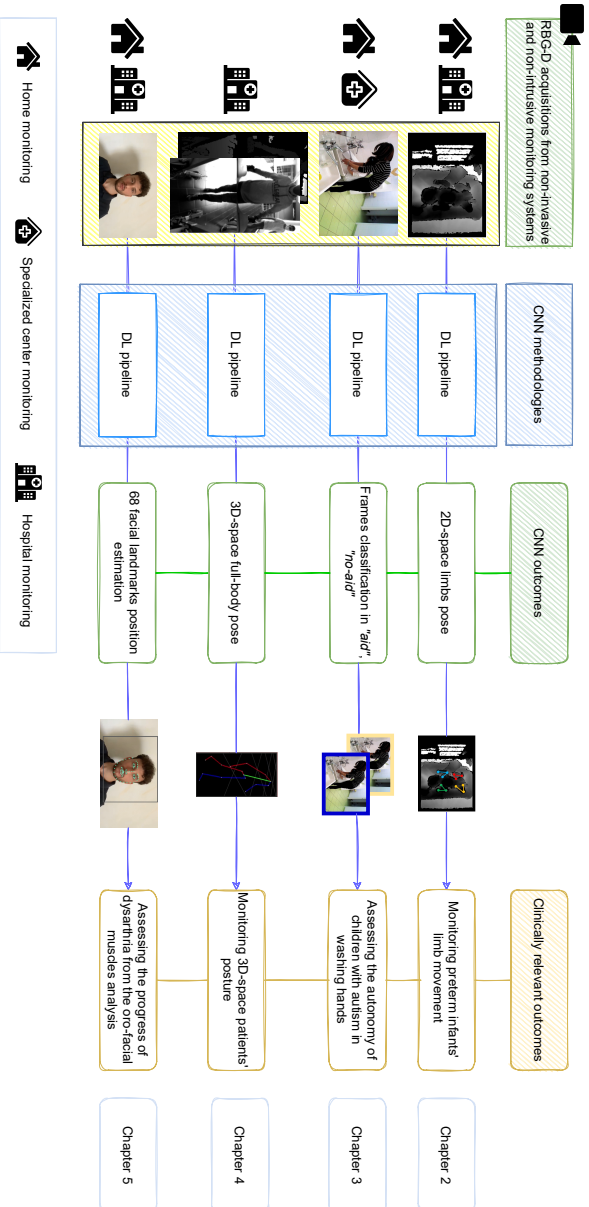 RBG-D acquisitions from non-invasive
and non-intrusive monitoring systems
CNN methodologies
CNN outcomes
Clinically relevant outcomes
DL pipeline
2D-space limbs pose
Monitoring preterm infants'
limb movement
Chapter 2
DL pipeline
Frames classification in "aid",
"no-aid"
Assessing the autonomy of
children with autism in
washing hands
Chapter 3
DL pipeline
3D-space full-body pose
Monitoring 3D-space patients'
posture
Chapter 4
DL pipeline
68 facial landmarks position
estimation
Assessing the progress of
dysarthria from the oro-facial
muscles analysis
Chapter 5
Home monitoring
Specialized center monitoring
Hospital monitoring